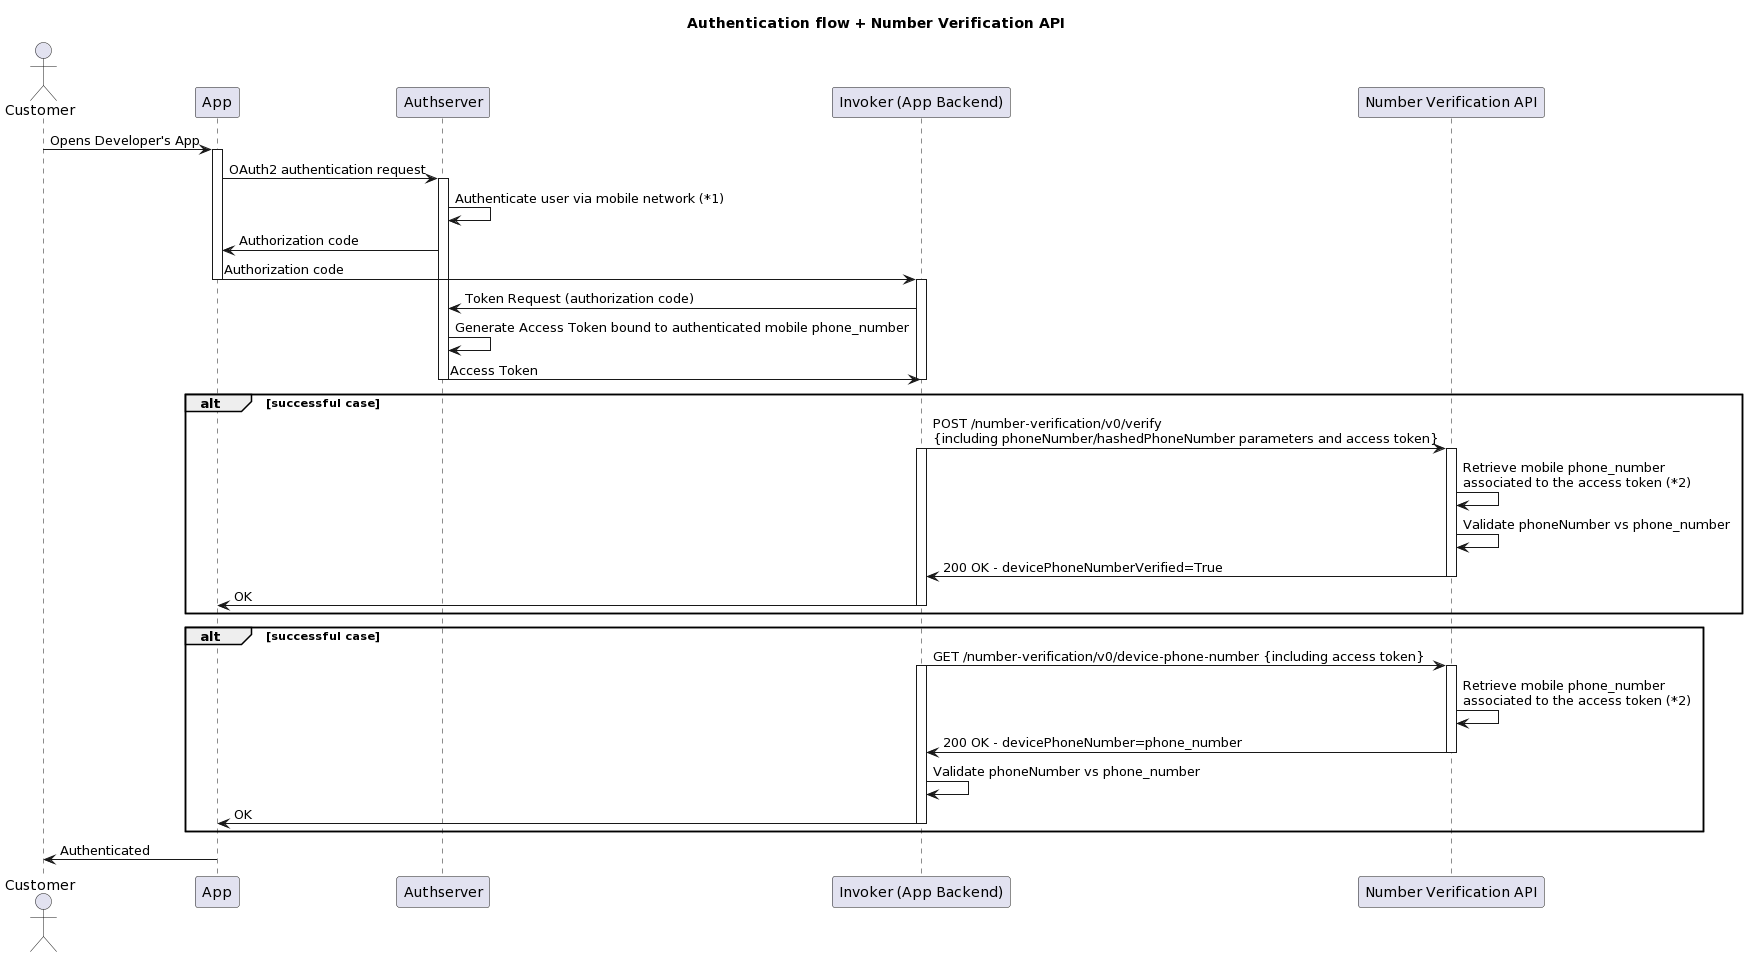 Authentication flow + Number Verification API
Customer
App
Authserver
Invoker (App Backend)
Number Verification API
Opens Developer's App
OAuth2 authentication request
Authenticate user via mobile network (*1)
Authorization code
Authorization code
Token Request (authorization code)
Generate Access Token bound to authenticated mobile phone_number
Access Token
alt [successful case]
POST /number-verification/v0/verify
{including phoneNumber/hashedPhoneNumber parameters and access token}
Retrieve mobile phone_number
associated to the access token (*2)
Validate phoneNumber vs phone_number
200 OK - devicePhoneNumberVerified=True
OK
alt [successful case]
GET /number-verification/v0/device-phone-number {including access token}
Retrieve mobile phone_number
associated to the access token (*2)
200 OK - devicePhoneNumber=phone_number
Validate phoneNumber vs phone_number
OK
Authenticated
Customer
App
Authserver
Invoker (App Backend)
Number Verification API